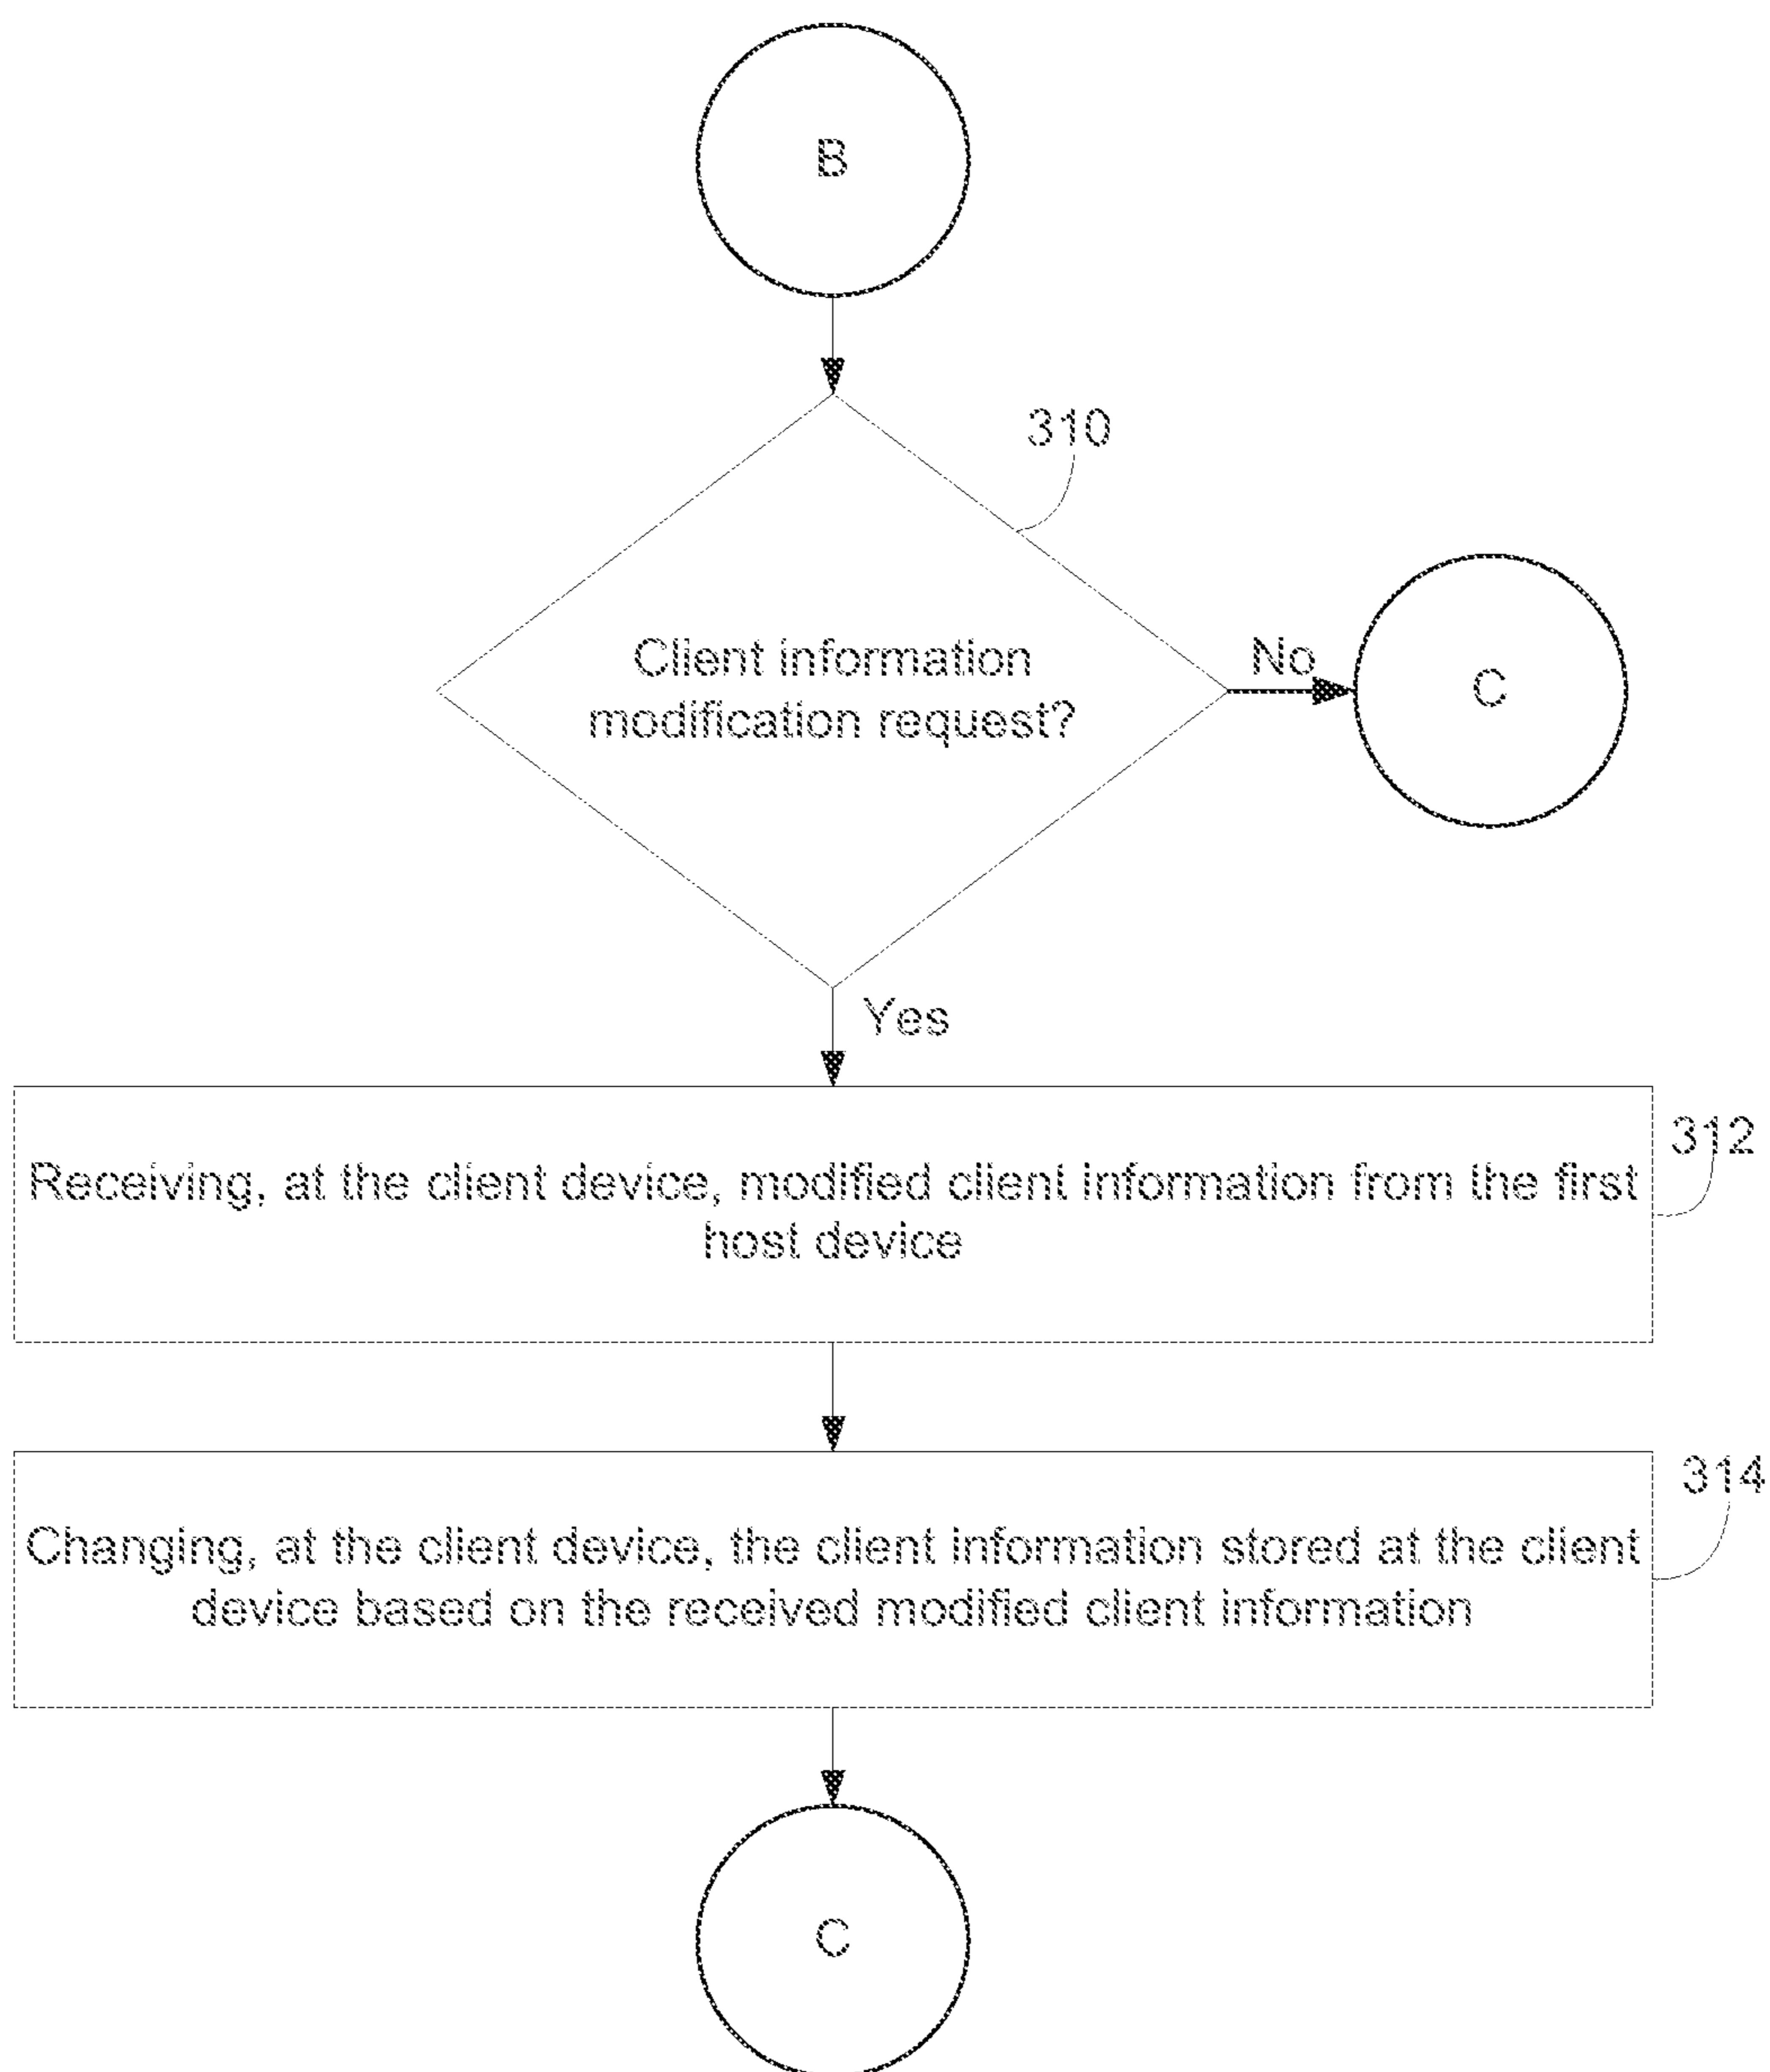 B
310
Client information
modification request?
No
C
Yes
312
Receiving, at the client device, modified client information from the first
host device
314
Changing, at the client device, the client information stored at the client
device based on the received modified client information
C